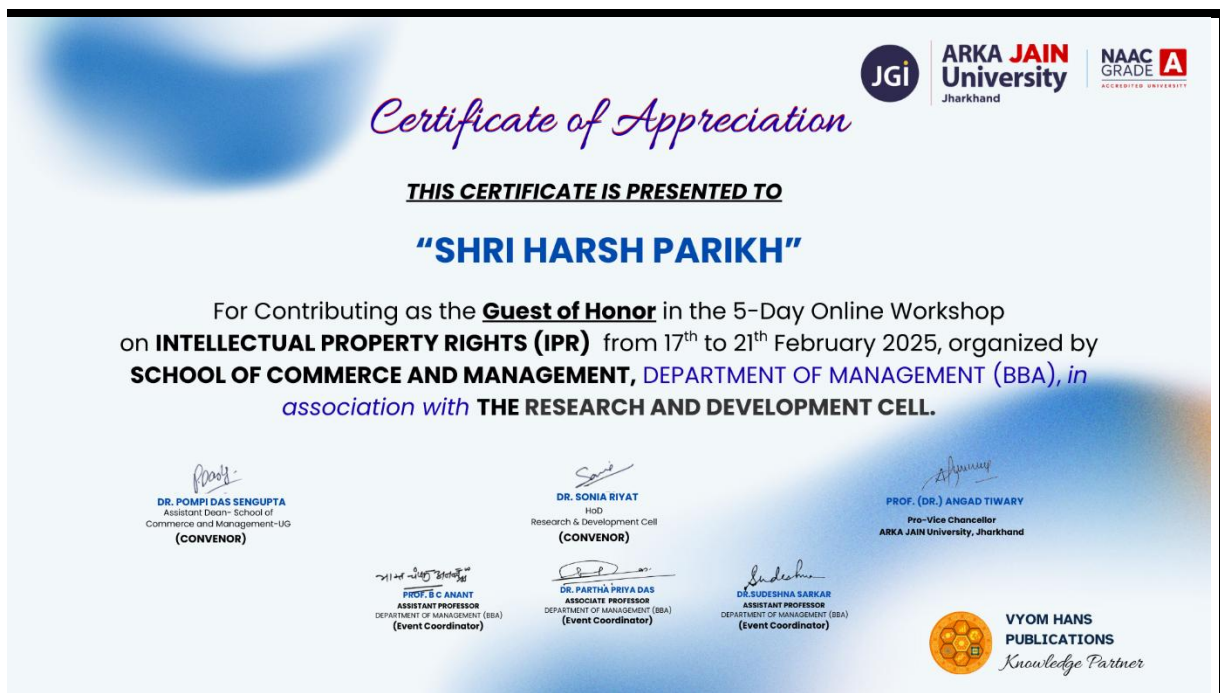 JGi
ARKA JAIN
University
Jharkhand
NAAC
GRADE A
ACCREDITED UNIVERSITY
Certificate of Appreciation
THIS CERTIFICATE IS PRESENTED TO
“SHRI HARSH PARIKH”
For Contributing as the Guest of Honor in the 5-Day Online Workshop
on INTELLECTUAL PROPERTY RIGHTS (IPR) from 17th to 21th February 2025, organized by
SCHOOL OF COMMERCE AND MANAGEMENT, DEPARTMENT OF MANAGEMENT (BBA), in
association with THE RESEARCH AND DEVELOPMENT CELL.
DR. POMPI DAS SENGUPTA
Assistant Dean- School of
Commerce and Management-UG
(CONVENOR)
DR. SONIA RIYAT
HoD
Research & Development Cell
(CONVENOR)
PROF. (DR.) ANGAD TIWARY
Pro-Vice Chancellor
ARKA JAIN University, Jharkhand
PROF. B C ANANT
ASSISTANT PROFESSOR
DEPARTMENT OF MANAGEMENT (BBA)
(Event Coordinator)
DR. PARTHA PRIYA DAS
ASSOCIATE PROFESSOR
DEPARTMENT OF MANAGEMENT (BBA)
(Event Coordinator)
Sudeshna
DR.SUDESHNA SARKAR
ASSISTANT PROFESSOR
DEPARTMENT OF MANAGEMENT (BBA)
(Event Coordinator)
VYOM HANS
PUBLICATIONS
Knowledge Partner